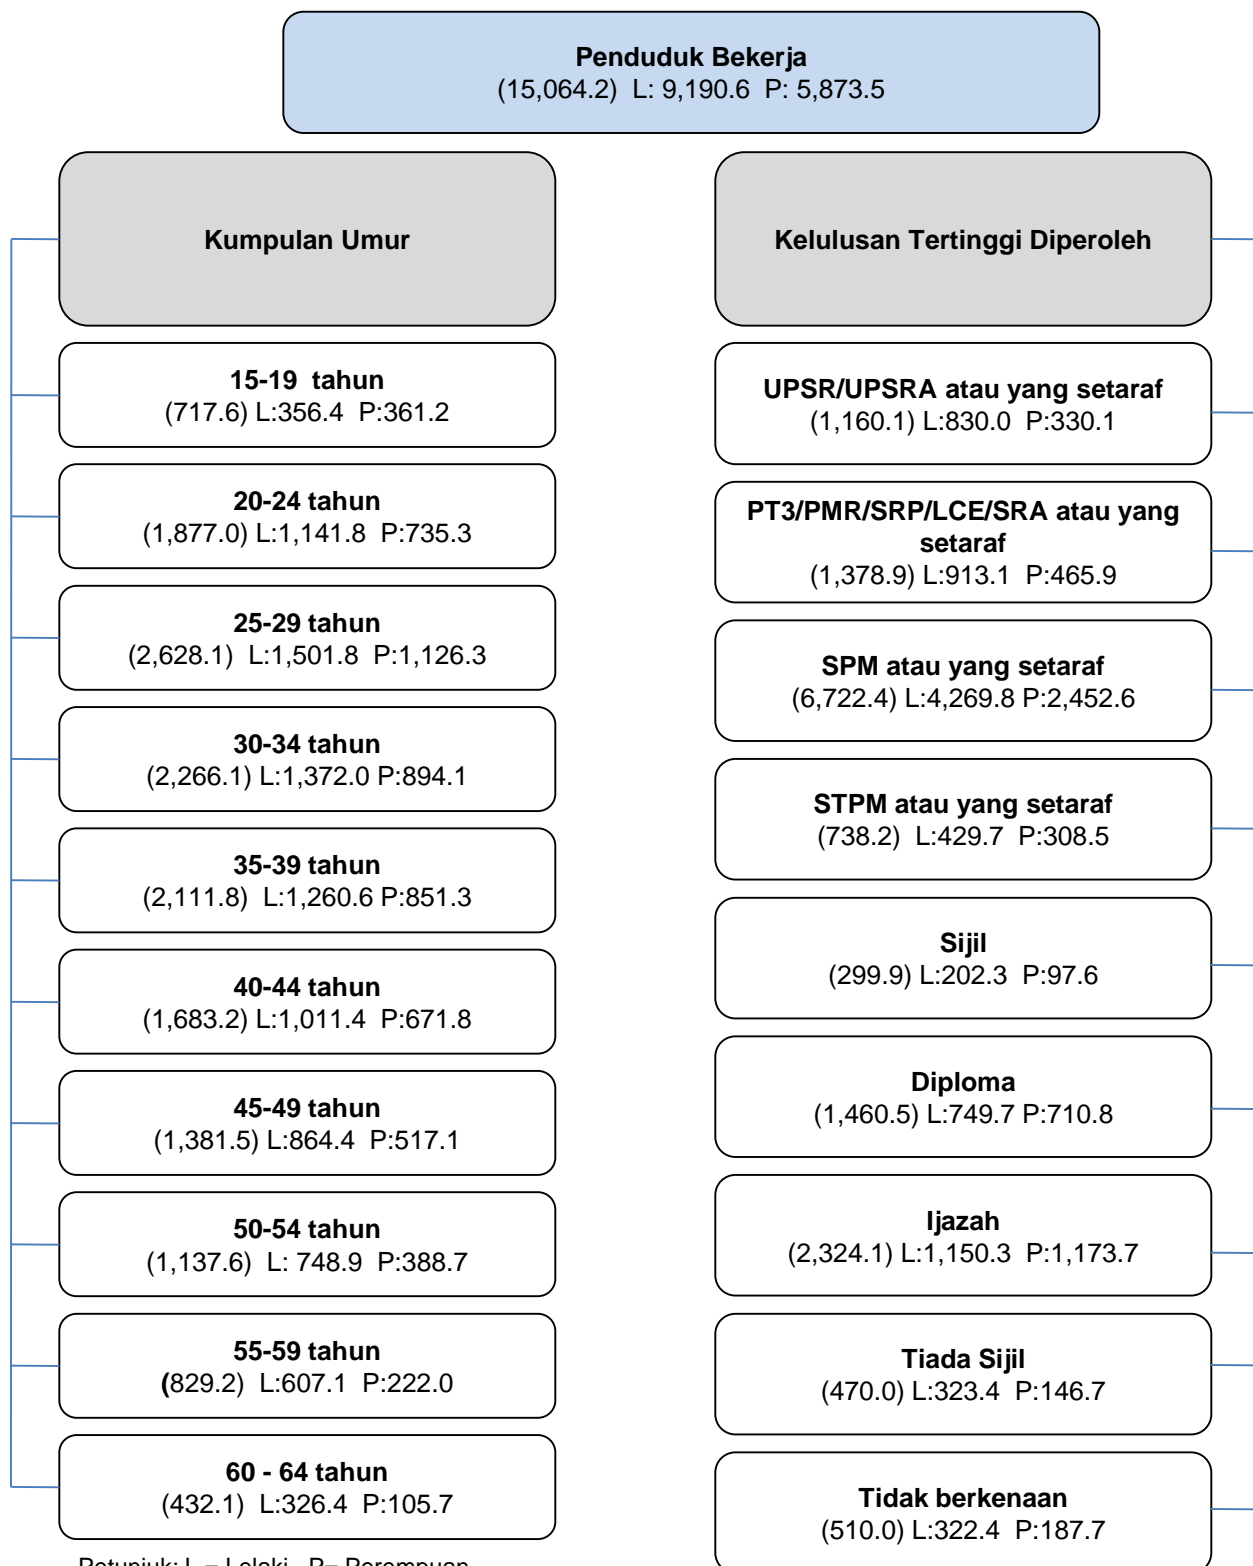 Penduduk Bekerja
(15,064.2)  L: 9,190.6  P: 5,873.5
Kumpulan Umur
15-19  tahun
(717.6) L:356.4  P:361.2
20-24 tahun
(1,877.0) L:1,141.8  P:735.3
25-29 tahun
(2,628.1)  L:1,501.8  P:1,126.3
30-34 tahun
(2,266.1) L:1,372.0 P:894.1
35-39 tahun
(2,111.8)  L:1,260.6 P:851.3
40-44 tahun
(1,683.2) L:1,011.4  P:671.8
45-49 tahun
(1,381.5) L:864.4  P:517.1
50-54 tahun
(1,137.6)  L: 748.9  P:388.7
55-59 tahun
(829.2)  L:607.1  P:222.0
60 - 64 tahun
(432.1)  L:326.4  P:105.7
Petunjuk: L = Lelaki   P= Perempuan
Kelulusan Tertinggi Diperoleh
UPSR/UPSRA atau yang setaraf
(1,160.1) L:830.0  P:330.1
PT3/PMR/SRP/LCE/SRA atau yang
setaraf
(1,378.9) L:913.1  P:465.9
SPM atau yang setaraf
(6,722.4) L:4,269.8 P:2,452.6
STPM atau yang setaraf
(738.2)  L:429.7  P:308.5
Sijil
(299.9) L:202.3  P:97.6
Diploma
(1,460.5) L:749.7 P:710.8
Ijazah
(2,324.1) L:1,150.3  P:1,173.7
Tiada Sijil
(470.0) L:323.4  P:146.7
Tidak berkenaan
(510.0) L:322.4  P:187.7